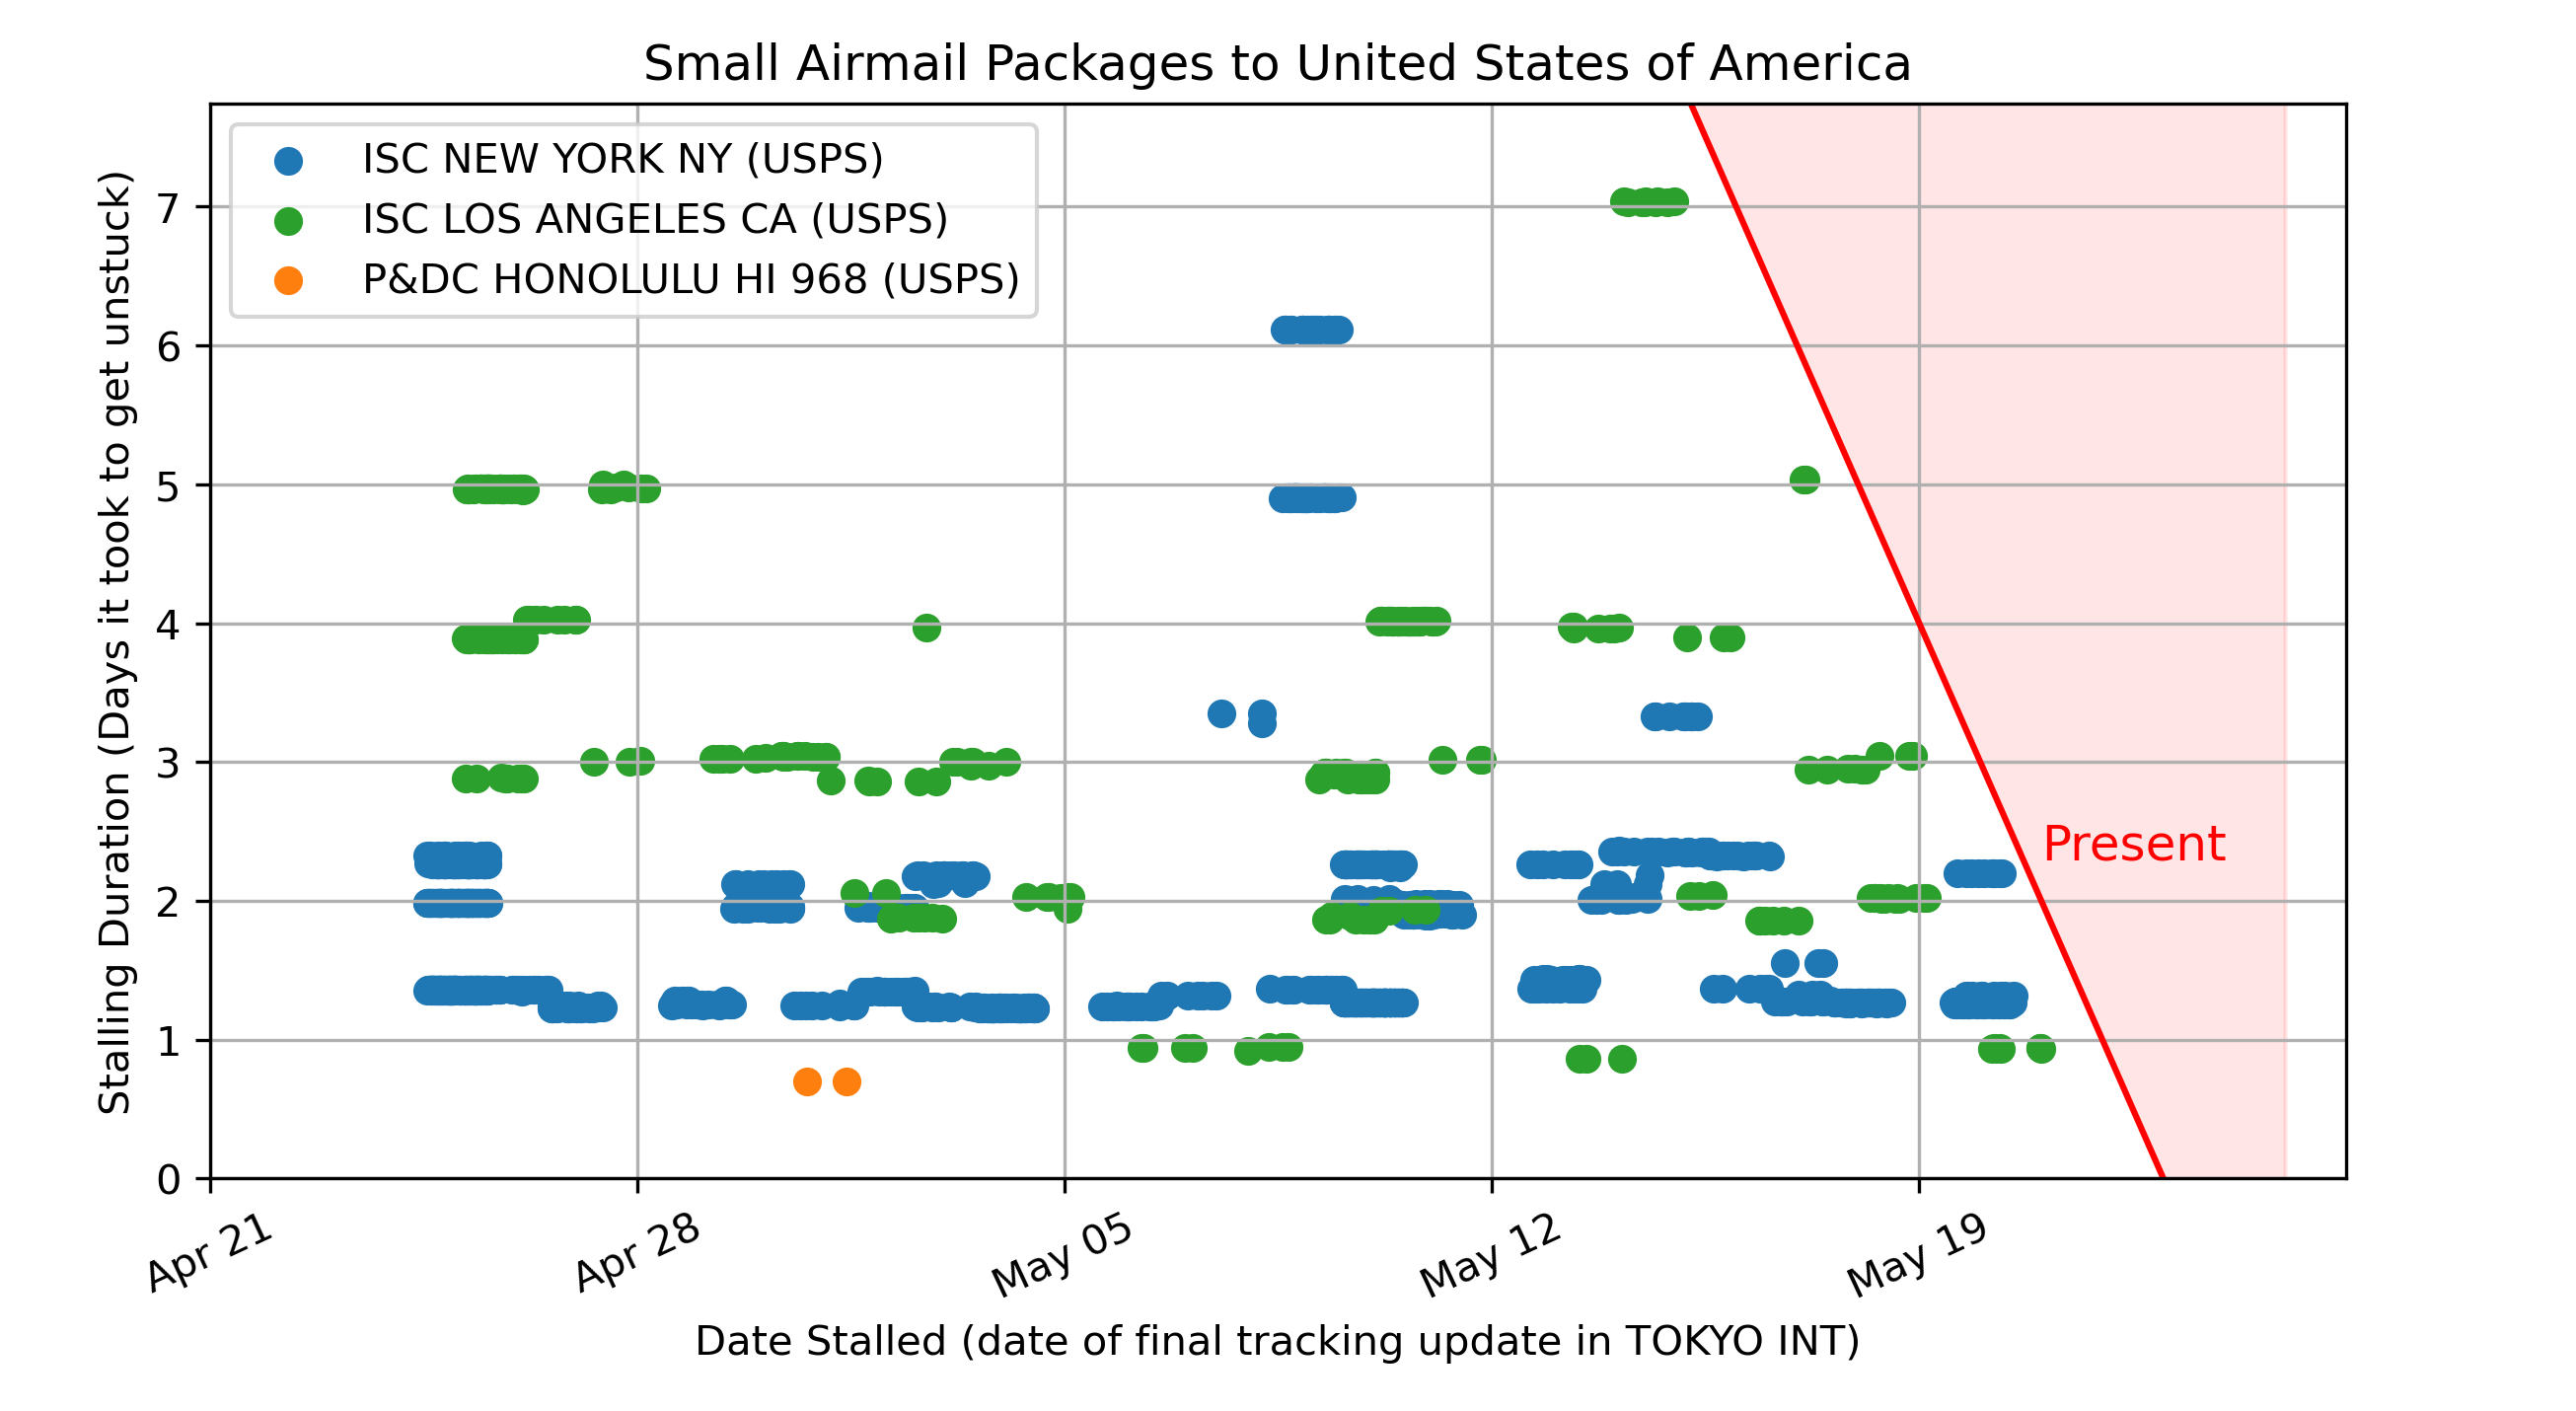 Small Airmail Packages to United States of America
ISC NEW YORK NY (USPS)
ISC LOS ANGELES CA (USPS)
P&DC HONOLULU HI 968 (USPS)
Stalling Duration (Days it took to get unstuck)
7
6
5
4
3
2
1
0
Present
Apr 21
Apr 28
May 05
May 12
May 19
Date Stalled (date of final tracking update in TOKYO INT)